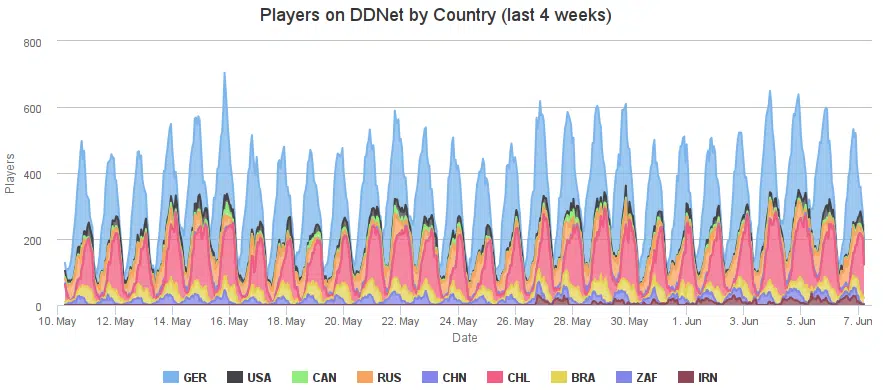 Players on DDNet by Country (last 4 weeks)
800
600
400
200
0
Players
10. May 12. May 14. May 16. May 18. May 20. May 22. May 24. May 26. May 28. May 30. May 1. Jun 3. Jun 5. Jun 7. Jun
Date
GER USA CAN RUS CHN CHL BRA ZAF IRN